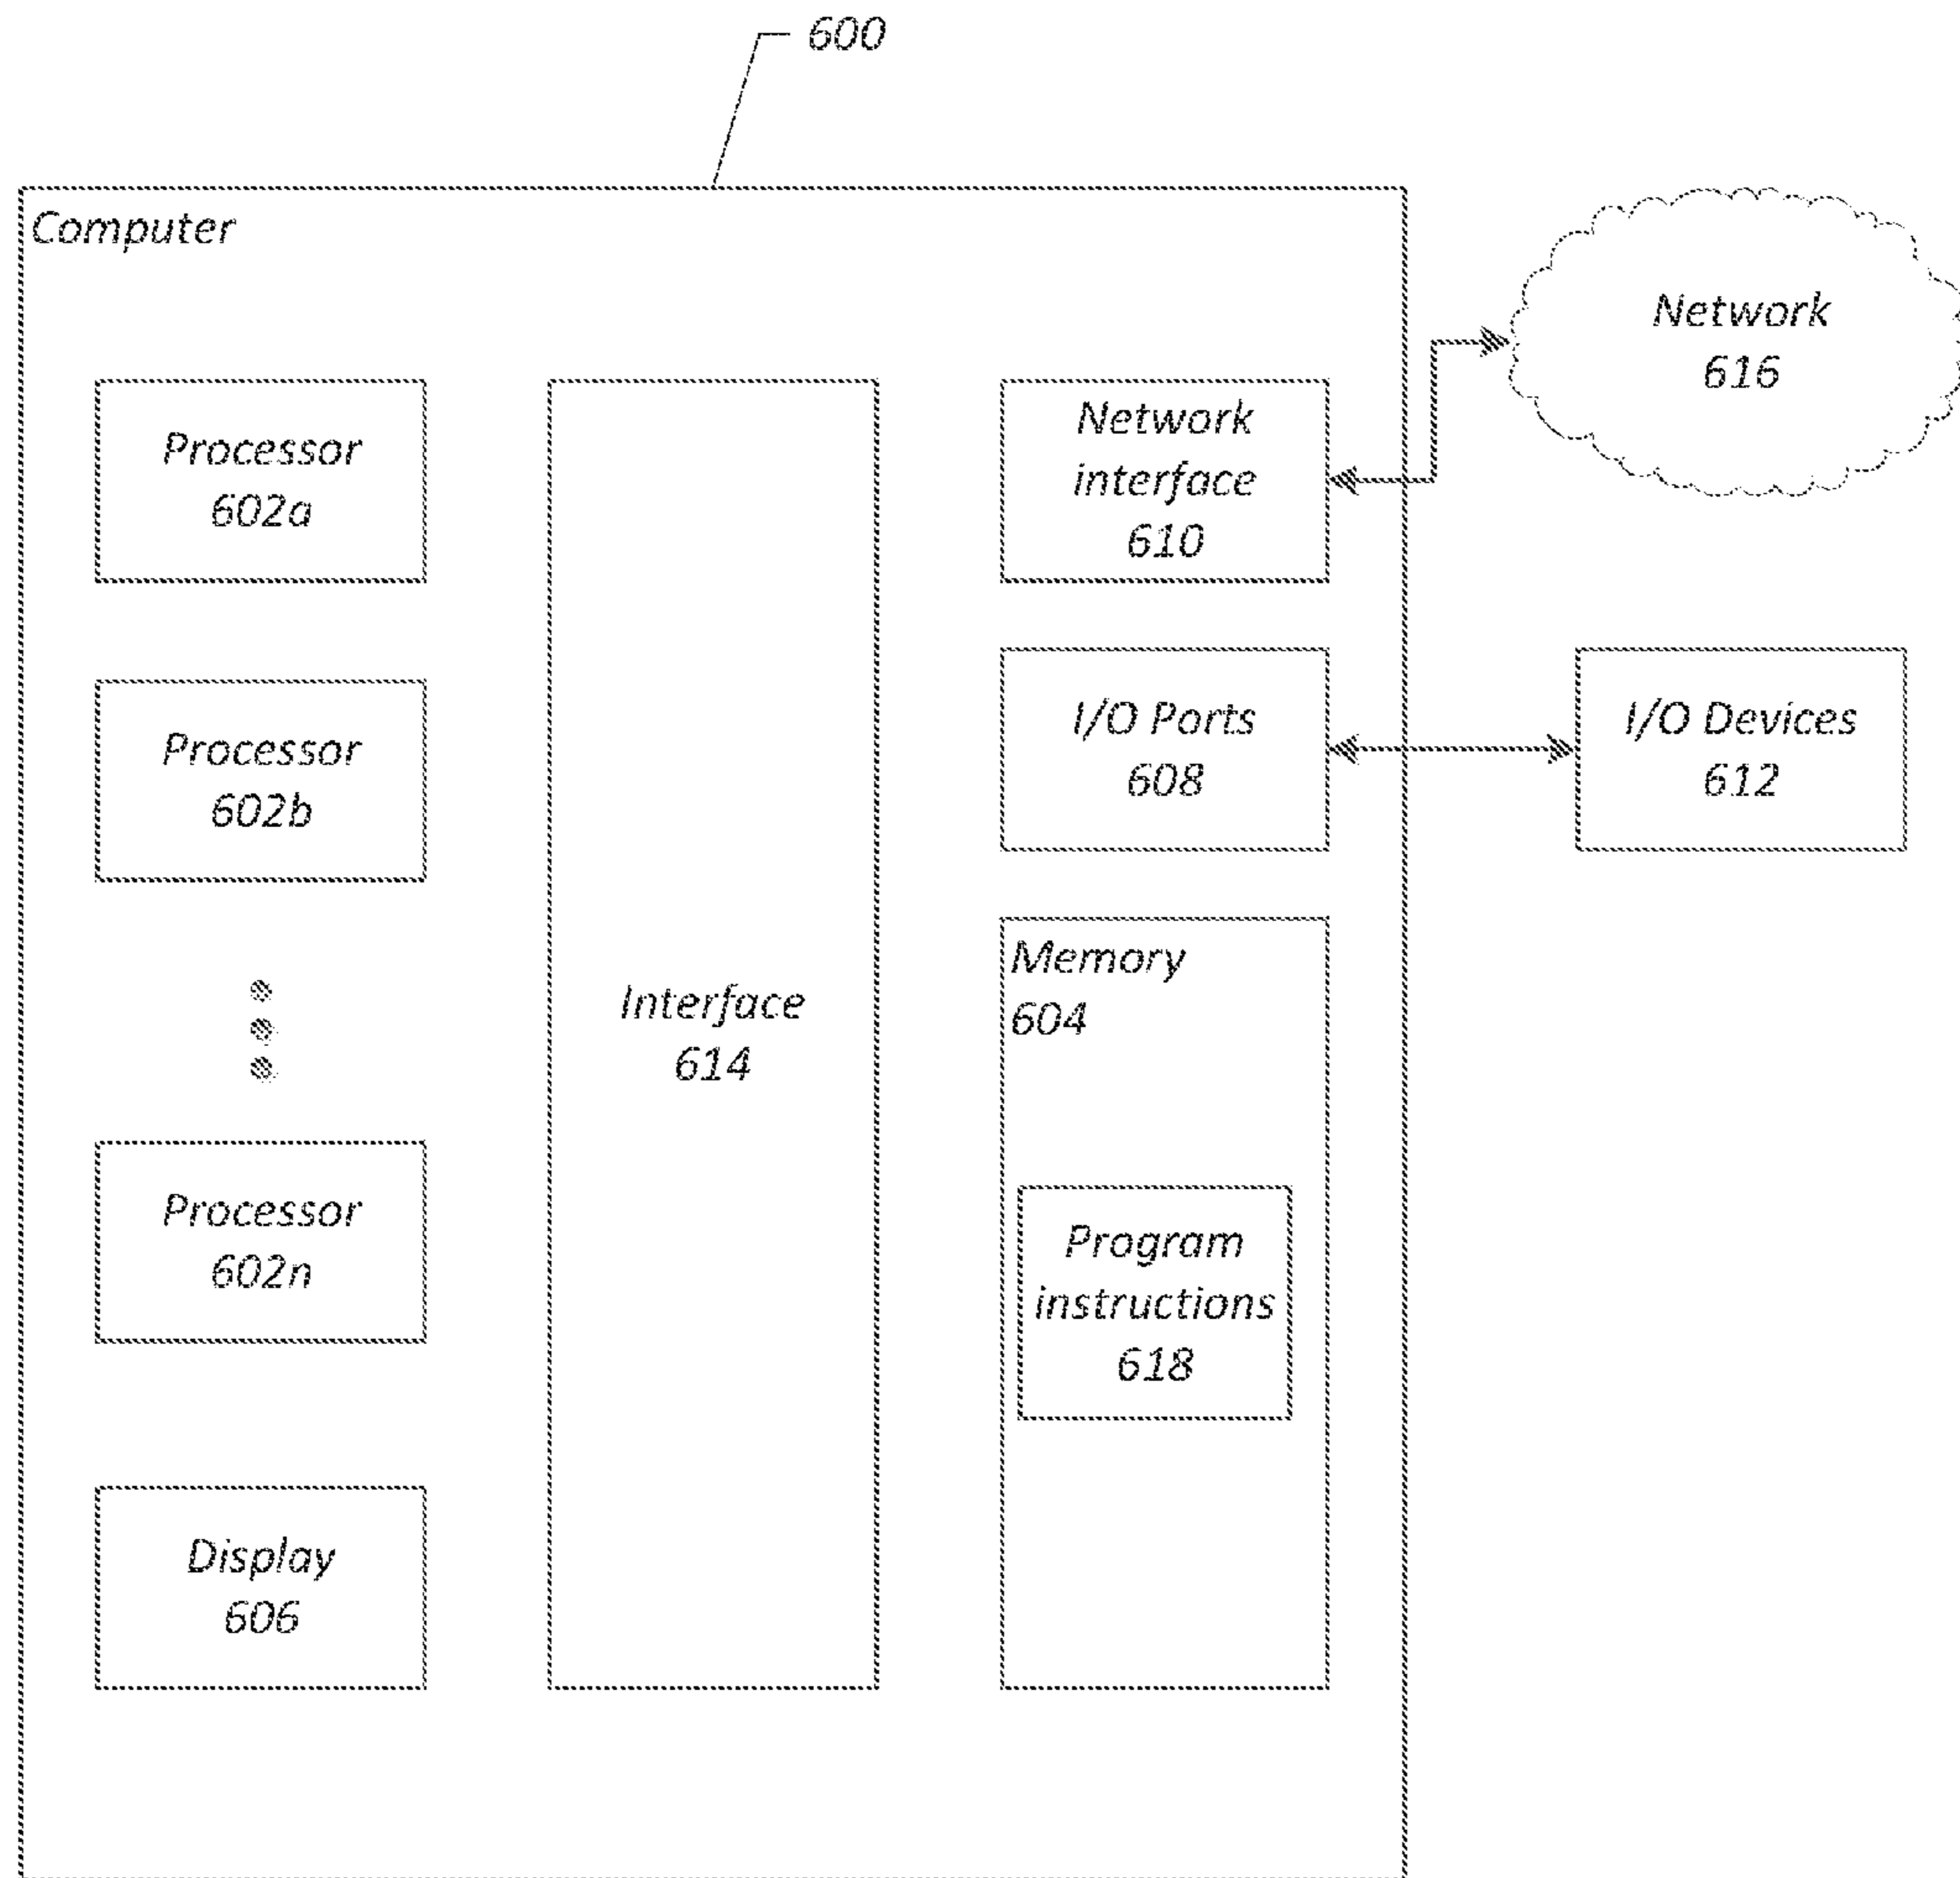 600
Computer
Processor
602a
Processor
602b
Processor
602n
Display
606
Interface
614
Network
interface
610
I/O Ports
608
Memory
604
Program
instructions
618
Network
616
I/O Devices
612